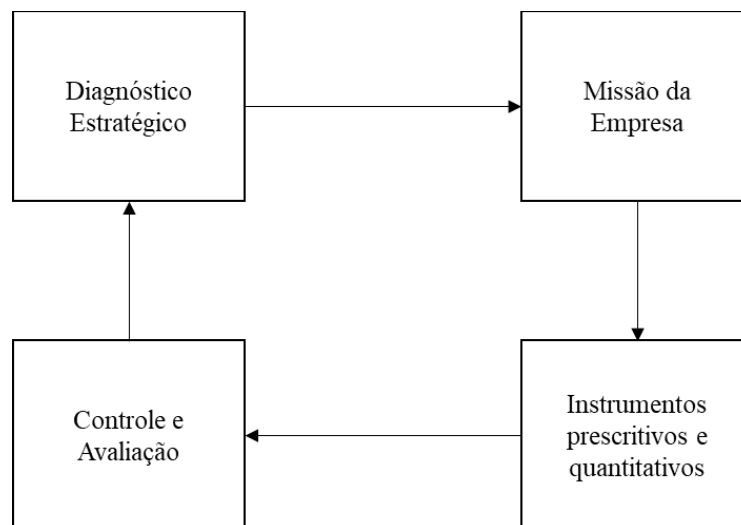 Diagnóstico
Estratégico
Missão da
Empresa
Controle e
Avaliação
Instrumentos
prescritivos e
quantitativos